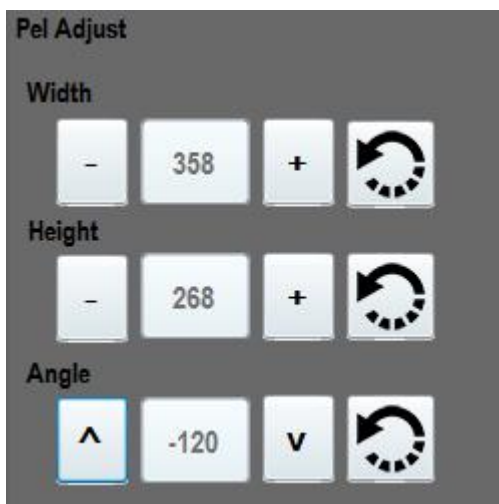 Pel Adjust
Width
- 358 +
Height
- 268 +
Angle
^ -120 v